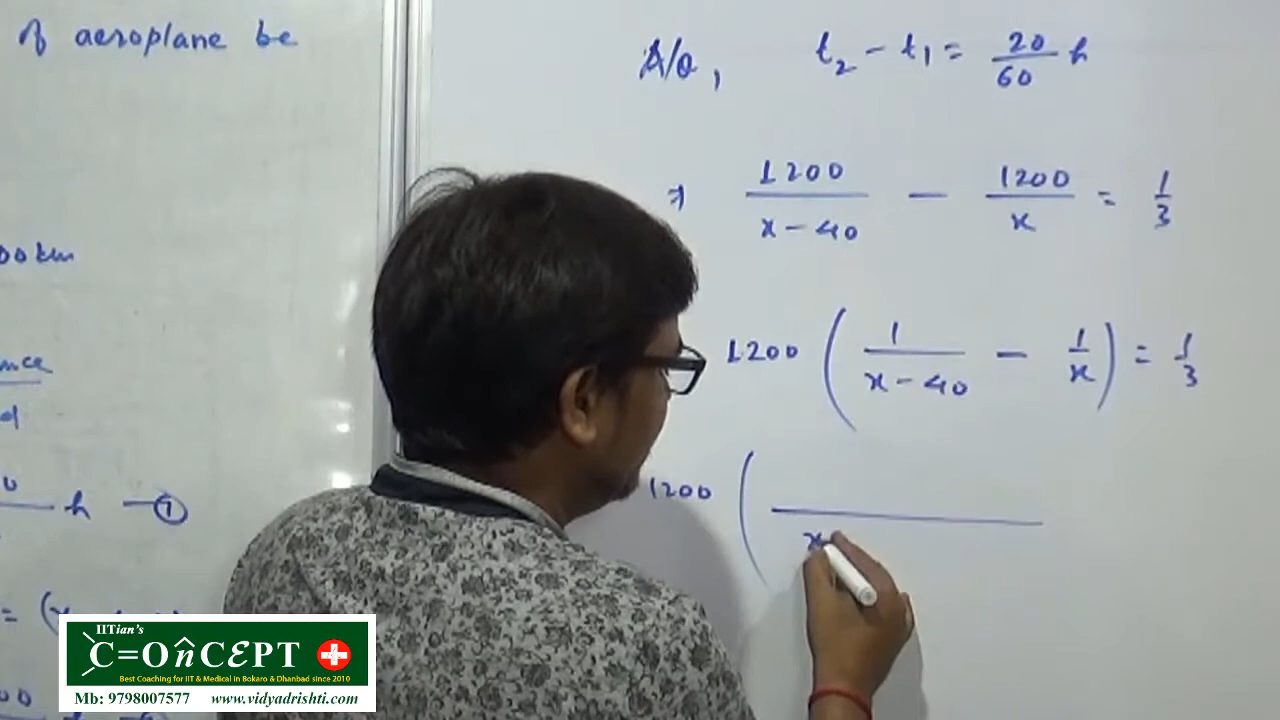 of aeroplane be
00 km
nce
d
0 h — ①
= (x
00 h
A/Q, t₂ - t₁ = 20/60 h
⇒ 1200/(x - 40) - 1200/x = 1/3
1200 ( 1/(x - 40) - 1/x ) = 1/3
1200 ( x
IITian's
C=OnCEPT
Best Coaching for IIT & Medical in Bokaro & Dhanbad since 2010
Mb: 9798007577 www.vidyadrishti.com